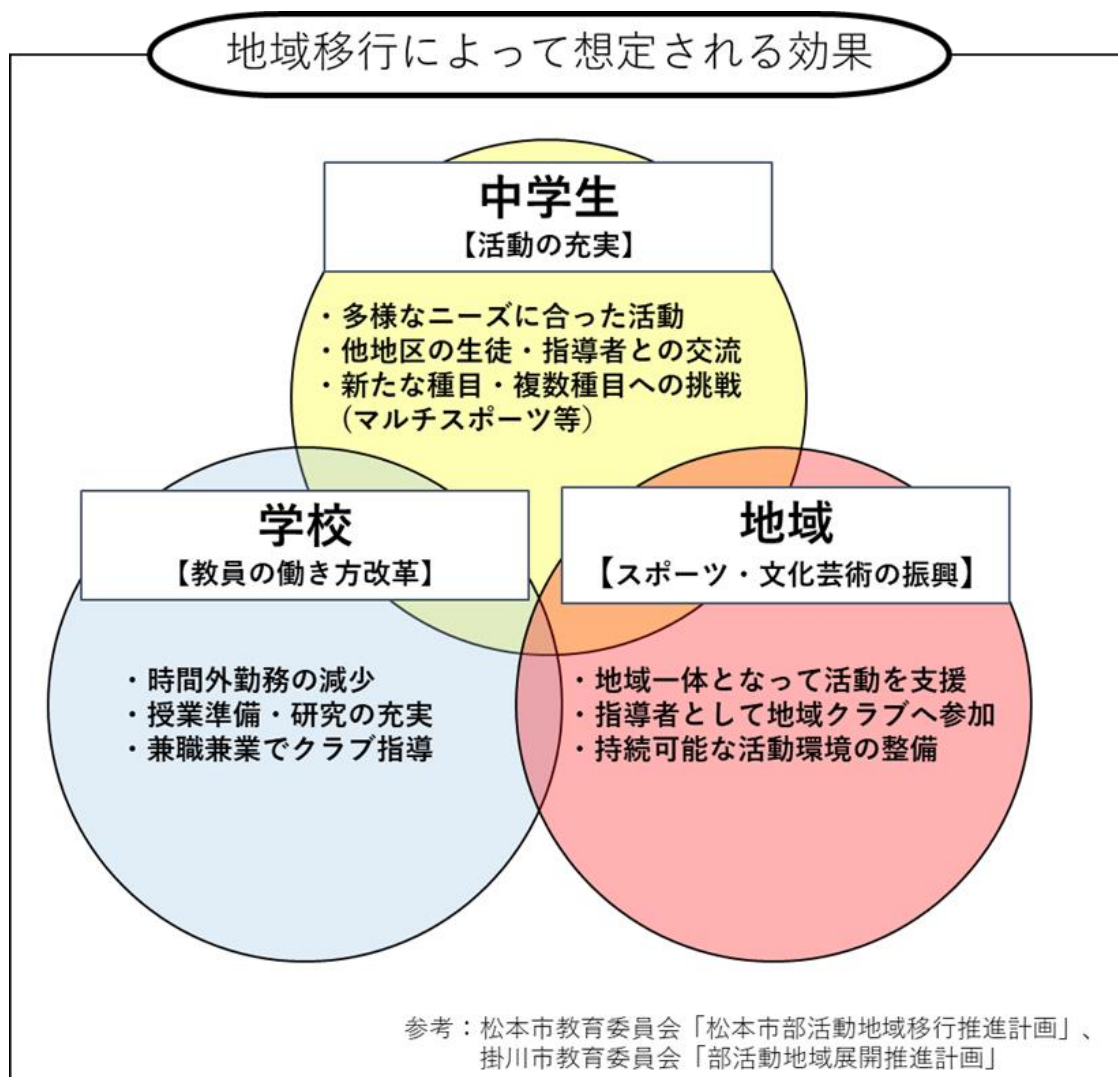 地域移行によって想定される効果
中学生
【活動の充実】
・多様なニーズに合った活動
・他地区の生徒・指導者との交流
・新たな種目・複数種目への挑戦
（マルチスポーツ等）
学校
【教員の働き方改革】
・時間外勤務の減少
・授業準備・研究の充実
・兼職兼業でクラブ指導
地域
【スポーツ・文化芸術の振興】
・地域一体となって活動を支援
・指導者として地域クラブへ参加
・持続可能な活動環境の整備
参考：松本市教育委員会「松本市部活動地域移行推進計画」、
掛川市教育委員会「部活動地域展開推進計画」